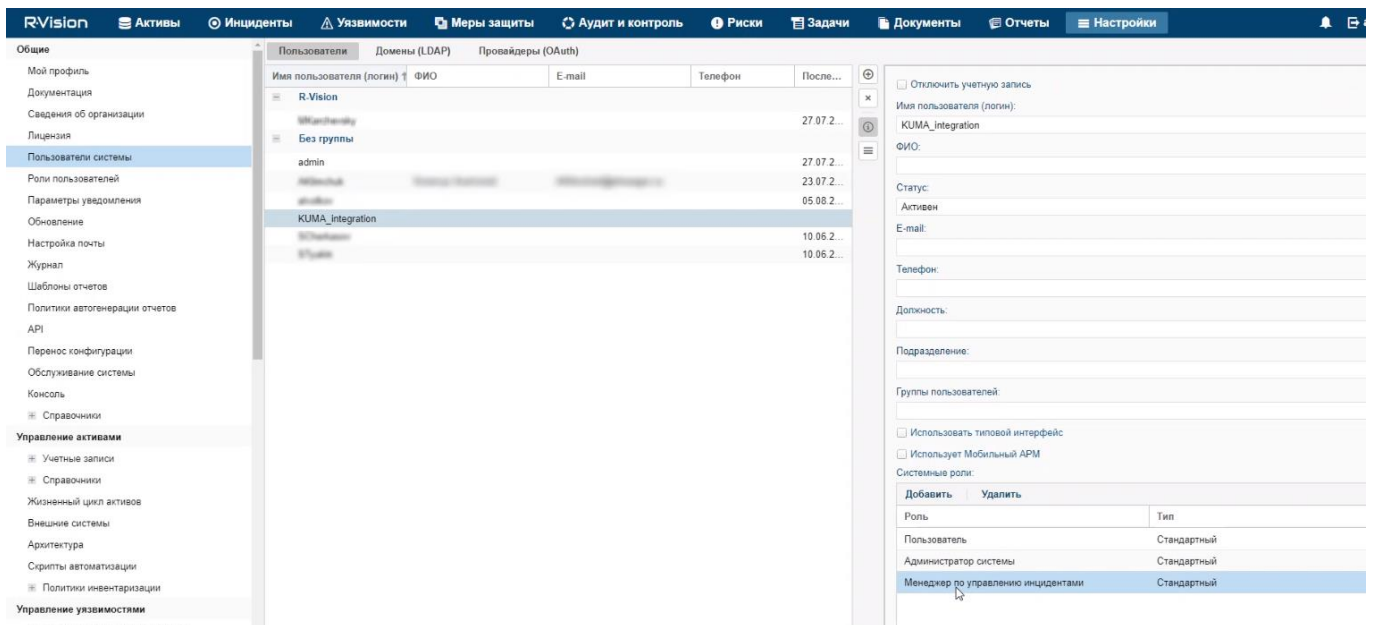 R·Vision Активы Инциденты Уязвимости Меры защиты Аудит и контроль Риски Задачи Документы Отчеты Настройки
Общие
Мой профиль
Документация
Сведения об организации
Лицензия
Пользователи системы
Роли пользователей
Параметры уведомления
Обновление
Настройка почты
Журнал
Шаблоны отчетов
Политики автогенерации отчетов
API
Перенос конфигурации
Обслуживание системы
Консоль
Справочники
Управление активами
Учетные записи
Справочники
Жизненный цикл активов
Внешние системы
Архитектура
Скрипты автоматизации
Политики инвентаризации
Управление уязвимостями
Пользователи Домены (LDAP) Провайдеры (OAuth)
Имя пользователя (логин) ↑ ФИО E-mail Телефон После...
R-Vision
27.07.2...
Без группы
admin 27.07.2...
23.07.2...
05.08.2...
KUMA_integration
10.06.2...
10.06.2...
Отключить учетную запись
Имя пользователя (логин):
KUMA_integration
ФИО:
Статус:
Активен
E-mail:
Телефон:
Должность:
Подразделение:
Группы пользователей:
Использовать типовой интерфейс
Использует Мобильный АРМ
Системные роли:
Добавить Удалить
Роль Тип
Пользователь Стандартный
Администратор системы Стандартный
Менеджер по управлению инцидентами Стандартный